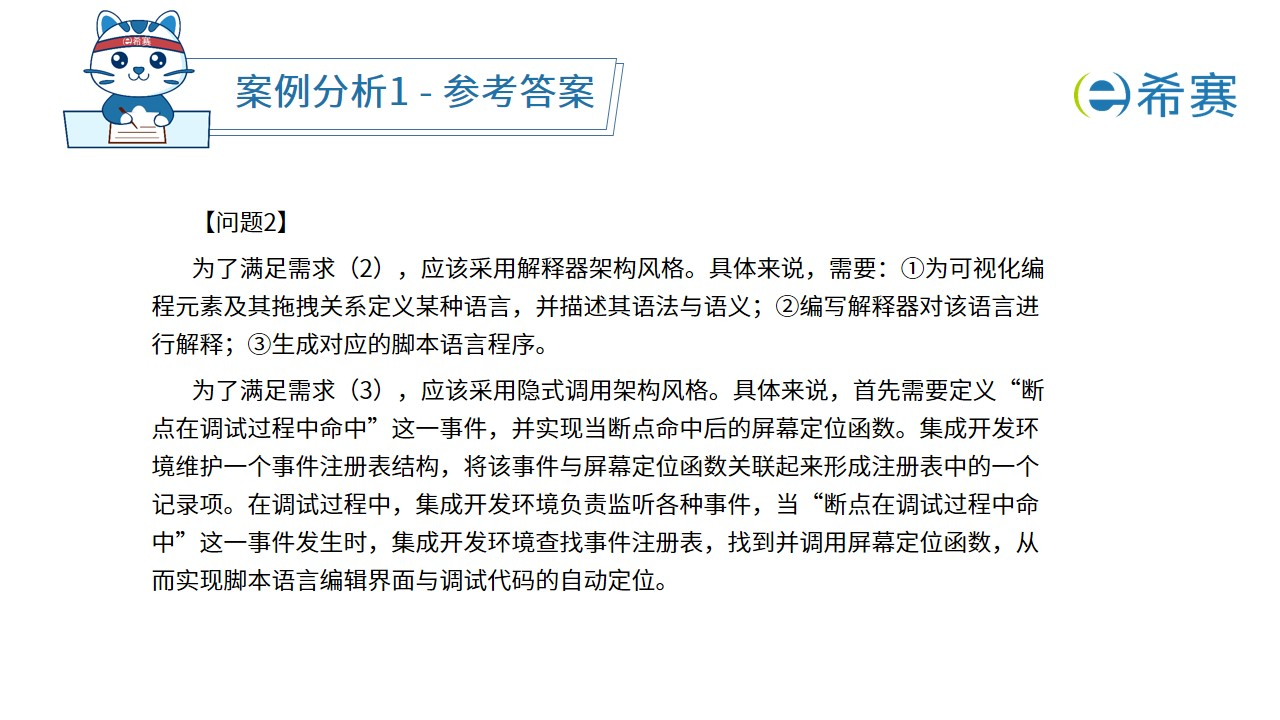 希赛
案例分析1 - 参考答案
希赛
【问题2】
为了满足需求（2），应该采用解释器架构风格。具体来说，需要：①为可视化编
程元素及其拖拽关系定义某种语言，并描述其语法与语义；②编写解释器对该语言进
行解释；③生成对应的脚本语言程序。
为了满足需求（3），应该采用隐式调用架构风格。具体来说，首先需要定义“断
点在调试过程中命中”这一事件，并实现当断点命中后的屏幕定位函数。集成开发环
境维护一个事件注册表结构，将该事件与屏幕定位函数关联起来形成注册表中的一个
记录项。在调试过程中，集成开发环境负责监听各种事件，当“断点在调试过程中命
中”这一事件发生时，集成开发环境查找事件注册表，找到并调用屏幕定位函数，从
而实现脚本语言编辑界面与调试代码的自动定位。